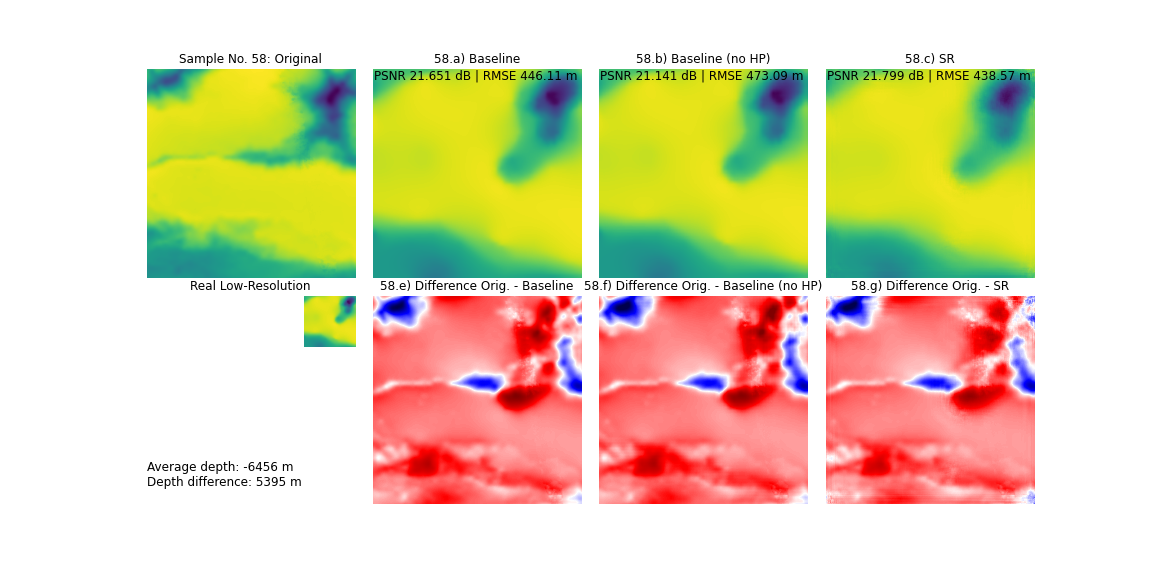 Sample No. 58: Original
58.a) Baseline
58.b) Baseline (no HP)
58.c) SR
PSNR 21.651 dB | RMSE 446.11 m
PSNR 21.141 dB | RMSE 473.09 m
PSNR 21.799 dB | RMSE 438.57 m
Real Low-Resolution
58.e) Difference Orig. - Baseline
58.f) Difference Orig. - Baseline (no HP)
58.g) Difference Orig. - SR
Average depth: -6456 m
Depth difference: 5395 m